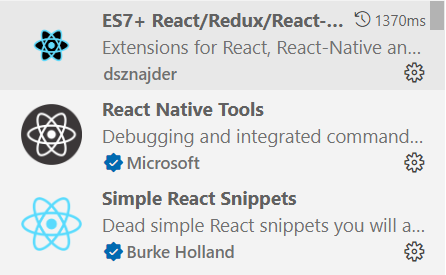 ES7+ React/Redux/React-... 1370ms
Extensions for React, React-Native an...
dsznajder
React Native Tools
Debugging and integrated command...
Microsoft
Simple React Snippets
Dead simple React snippets you will a...
Burke Holland